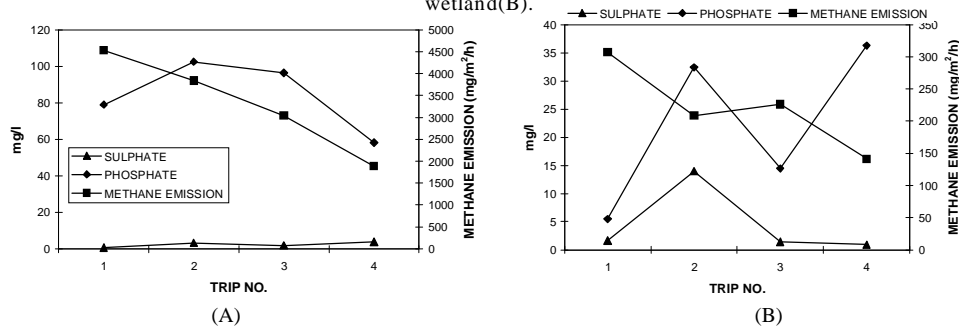 wetland(B).
120
100
80
60
40
20
0
mg/l
SULPHATE
PHOSPHATE
METHANE EMISSION
5000
4500
4000
3500
3000
2500
2000
1500
1000
500
0
METHANE EMISSION (mg/m²/h)
1 2 3 4
TRIP NO.
(A)
SULPHATE PHOSPHATE METHANE EMISSION
40
35
30
25
20
15
10
5
0
mg/l
350
300
250
200
150
100
50
0
METHANE EMISSION (mg/m²/h)
1 2 3 4
TRIP NO.
(B)